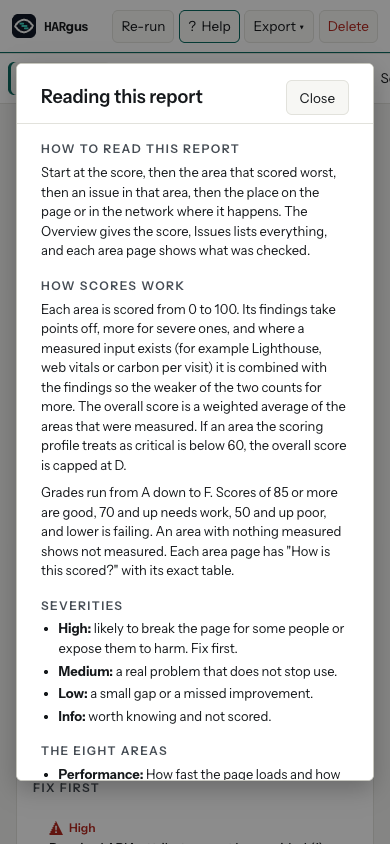 HARgus
Re-run
? Help
Export ▾
Delete
Reading this report
Close
HOW TO READ THIS REPORT
Start at the score, then the area that scored worst,
then an issue in that area, then the place on the
page or in the network where it happens. The
Overview gives the score, Issues lists everything,
and each area page shows what was checked.
HOW SCORES WORK
Each area is scored from 0 to 100. Its findings take
points off, more for severe ones, and where a
measured input exists (for example Lighthouse,
web vitals or carbon per visit) it is combined with
the findings so the weaker of the two counts for
more. The overall score is a weighted average of the
areas that were measured. If an area the scoring
profile treats as critical is below 60, the overall score
is capped at D.
Grades run from A down to F. Scores of 85 or more
are good, 70 and up needs work, 50 and up poor,
and lower is failing. An area with nothing measured
shows not measured. Each area page has "How is
this scored?" with its exact table.
SEVERITIES
• High: likely to break the page for some people or
expose them to harm. Fix first.
• Medium: a real problem that does not stop use.
• Low: a small gap or a missed improvement.
• Info: worth knowing and not scored.
THE EIGHT AREAS
• Performance: How fast the page loads and how
FIX FIRST
High